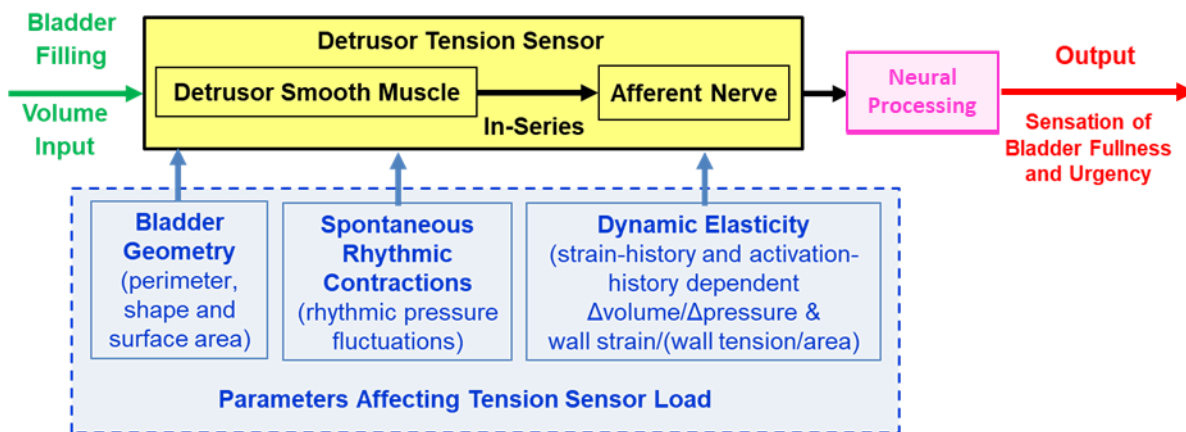 Bladder
Filling
Volume
Input
Detrusor Tension Sensor
Detrusor Smooth Muscle
Afferent Nerve
In-Series
Neural
Processing
Output
Sensation of
Bladder Fullness
and Urgency
Bladder
Geometry
(perimeter,
shape and
surface area)
Spontaneous
Rhythmic
Contractions
(rhythmic pressure
fluctuations)
Dynamic Elasticity
(strain-history and activation-
history dependent
Δvolume/Δpressure &
wall strain/(wall tension/area)
Parameters Affecting Tension Sensor Load